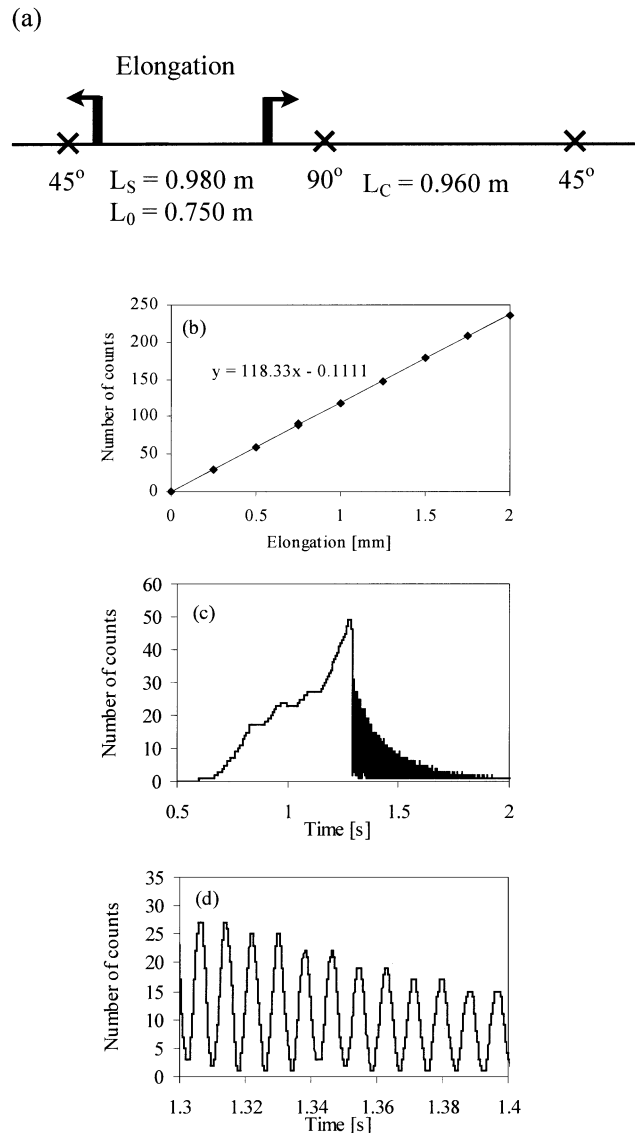 (a)
Elongation
45° L_S = 0.980 m 90° L_C = 0.960 m 45°
L_0 = 0.750 m
(b)
Number of counts
250
200
150
100
50
0
y = 118.33x - 0.1111
0 0.5 1 1.5 2
Elongation [mm]
(c)
Number of counts
60
50
40
30
20
10
0
0.5 1 1.5 2
Time [s]
(d)
Number of counts
35
30
25
20
15
10
5
0
1.3 1.32 1.34 1.36 1.38 1.4
Time [s]